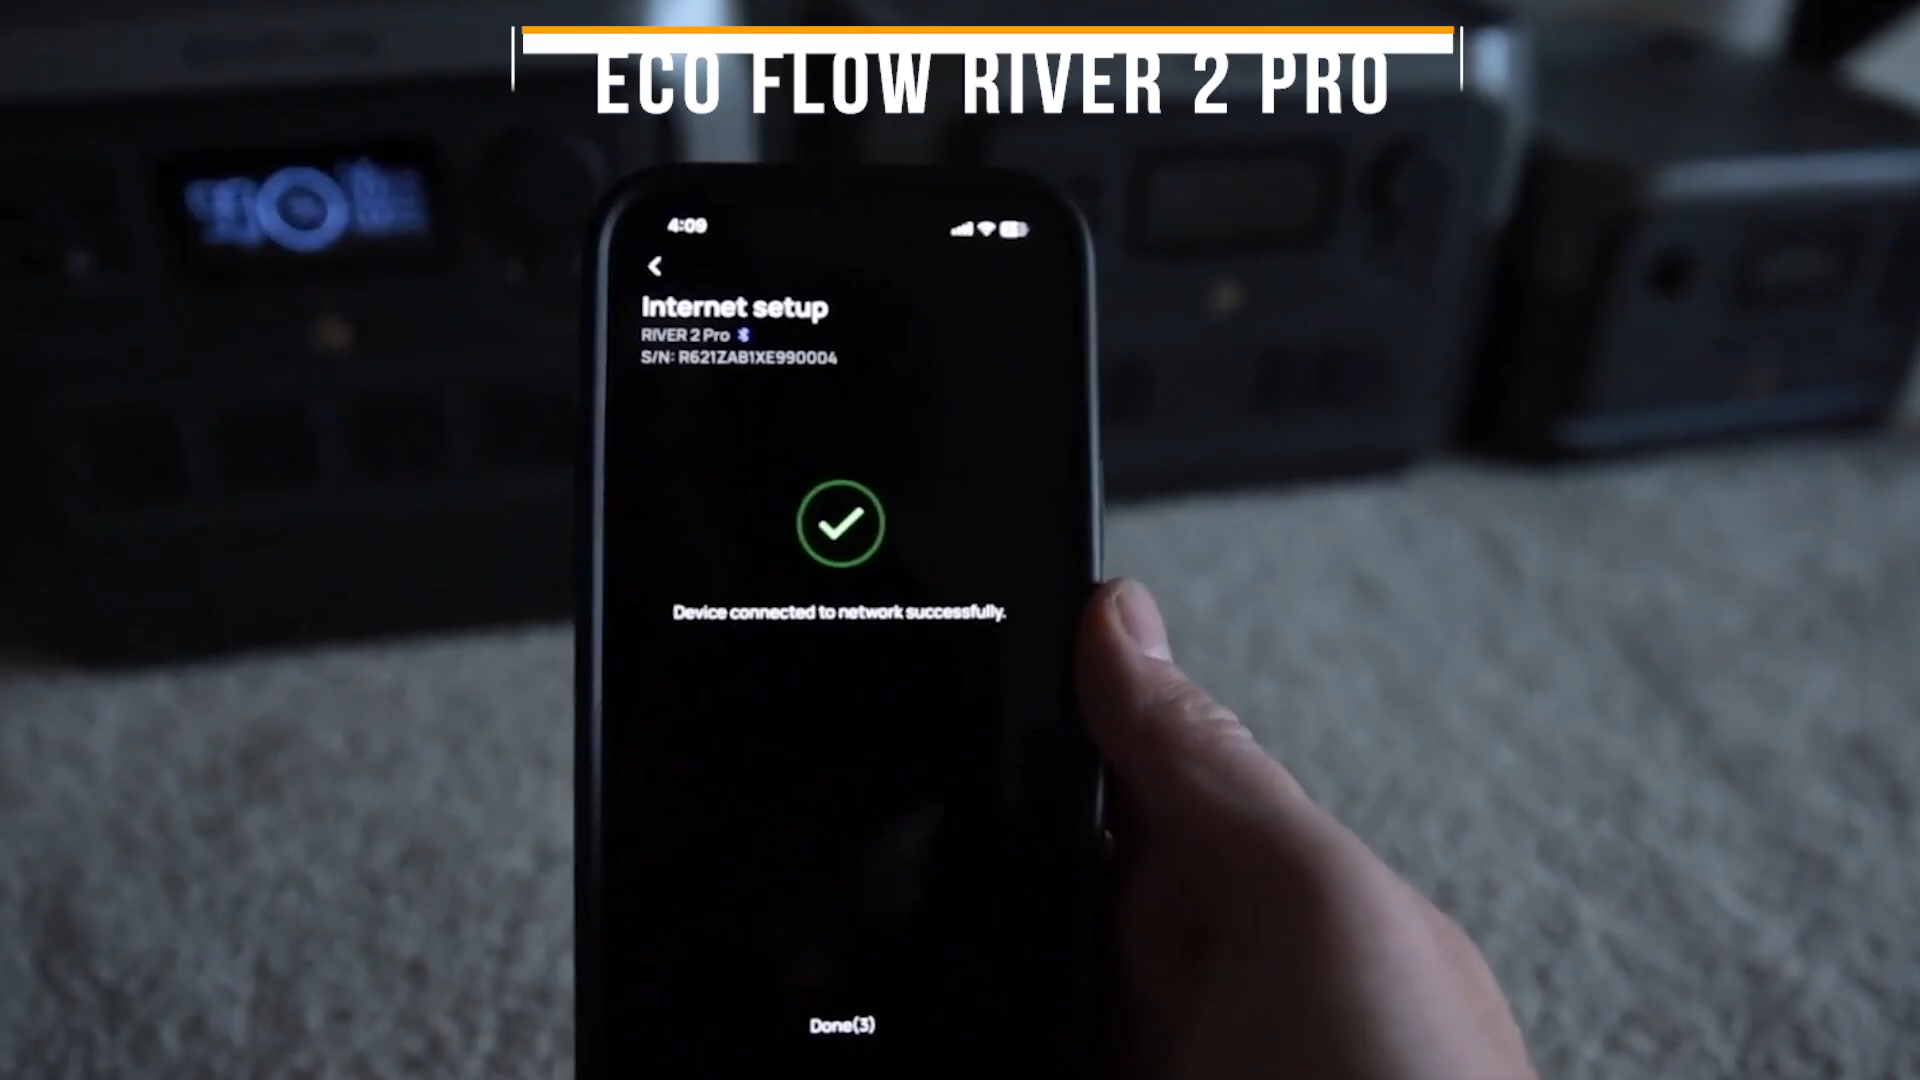 ECO FLOW RIVER 2 PRO
4:09
Internet setup
RIVER 2 Pro
S/N: R621ZAB1XE990004
Device connected to network successfully.
Done(3)